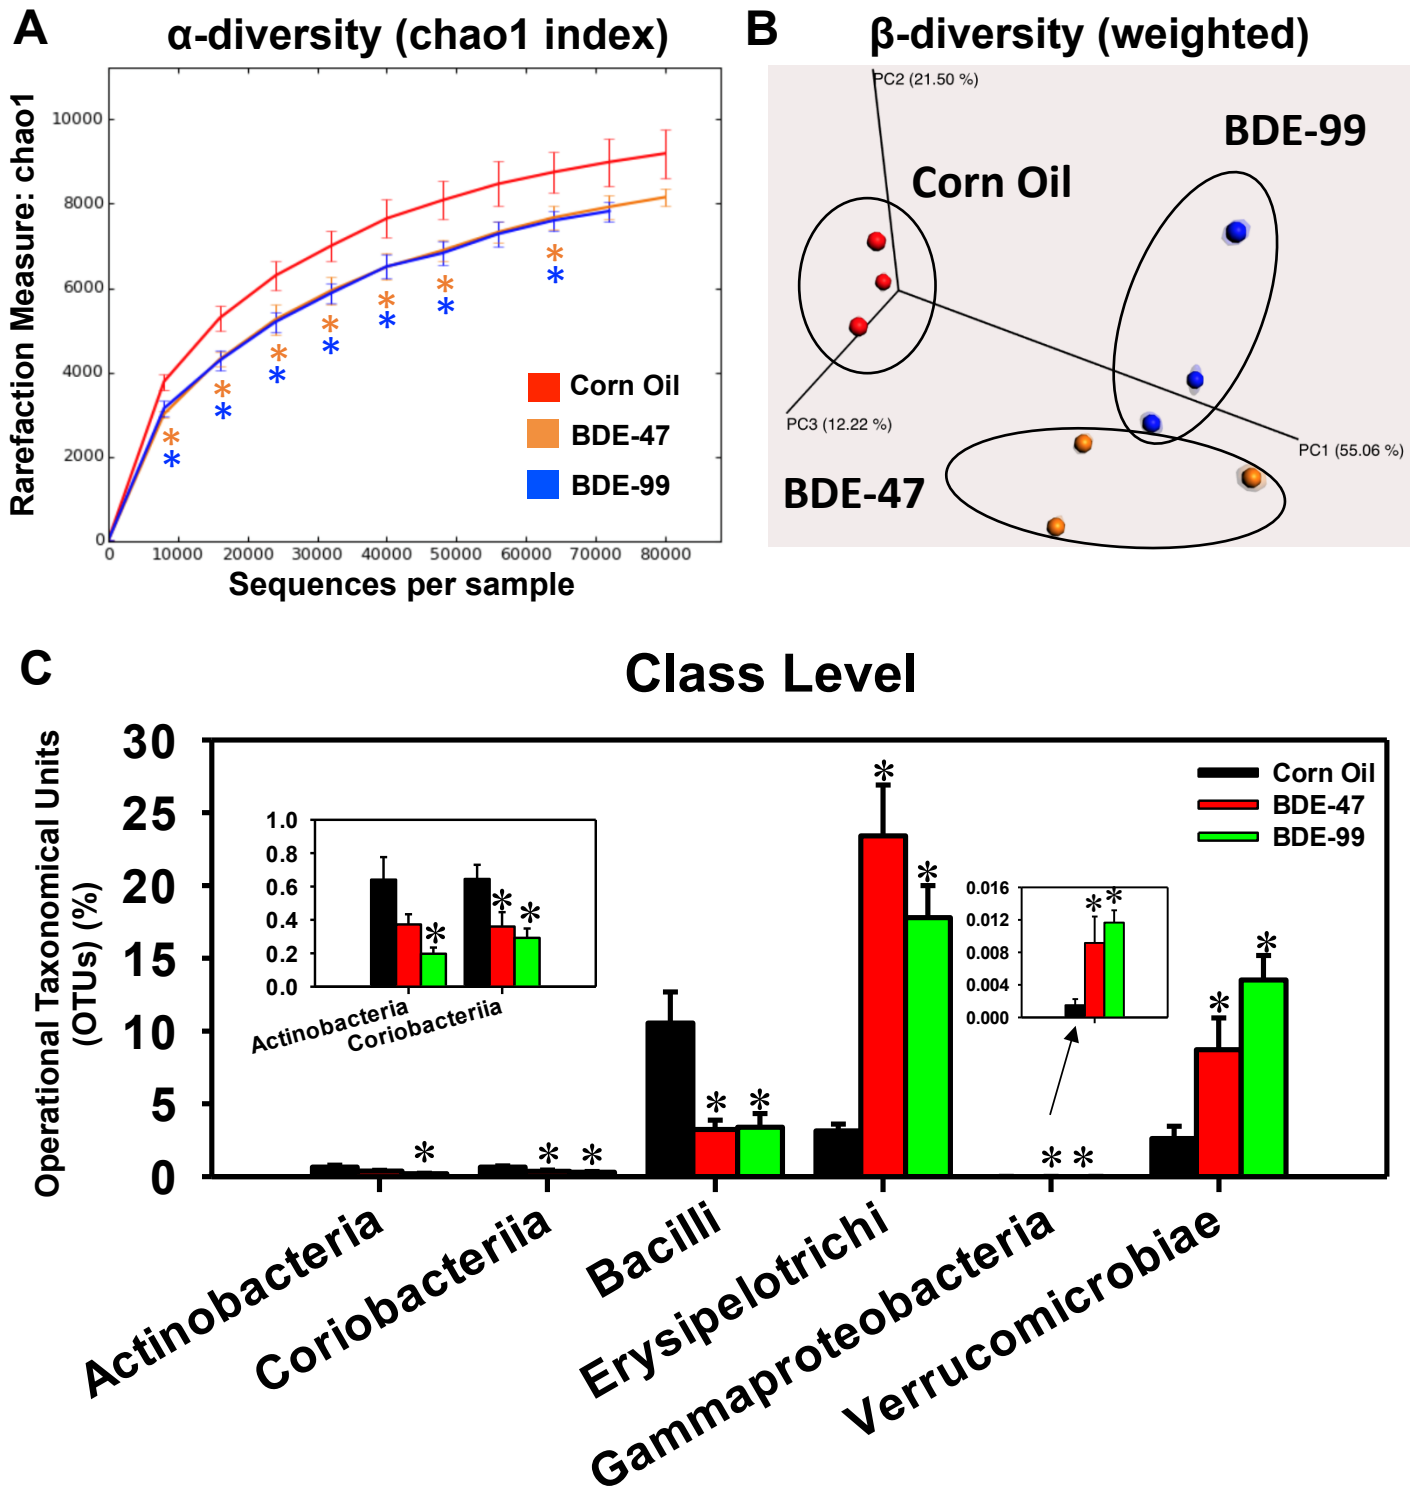 A
α-diversity (chao1 index)
Rarefaction Measure: chao1
10000
8000
6000
4000
2000
0
* * * * * * *
* * * * * * *
Corn Oil
BDE-47
BDE-99
0 10000 20000 30000 40000 50000 60000 70000 80000
Sequences per sample
B
β-diversity (weighted)
PC2 (21.50 %)
BDE-99
Corn Oil
PC3 (12.22 %)
PC1 (55.06 %)
BDE-47
C
Class Level
Operational Taxonomical Units
(OTUs) (%)
30
25
20
15
10
5
0
Corn Oil
BDE-47
BDE-99
1.0
0.8
0.6
0.4
0.2
0.0
* * *
Actinobacteria
Coriobacteriia
0.016
0.012
0.008
0.004
0.000
* *
* * * * * * * * * * *
Actinobacteria
Coriobacteriia
Bacilli
Erysipelotrichi
Gammaproteobacteria
Verrucomicrobiae